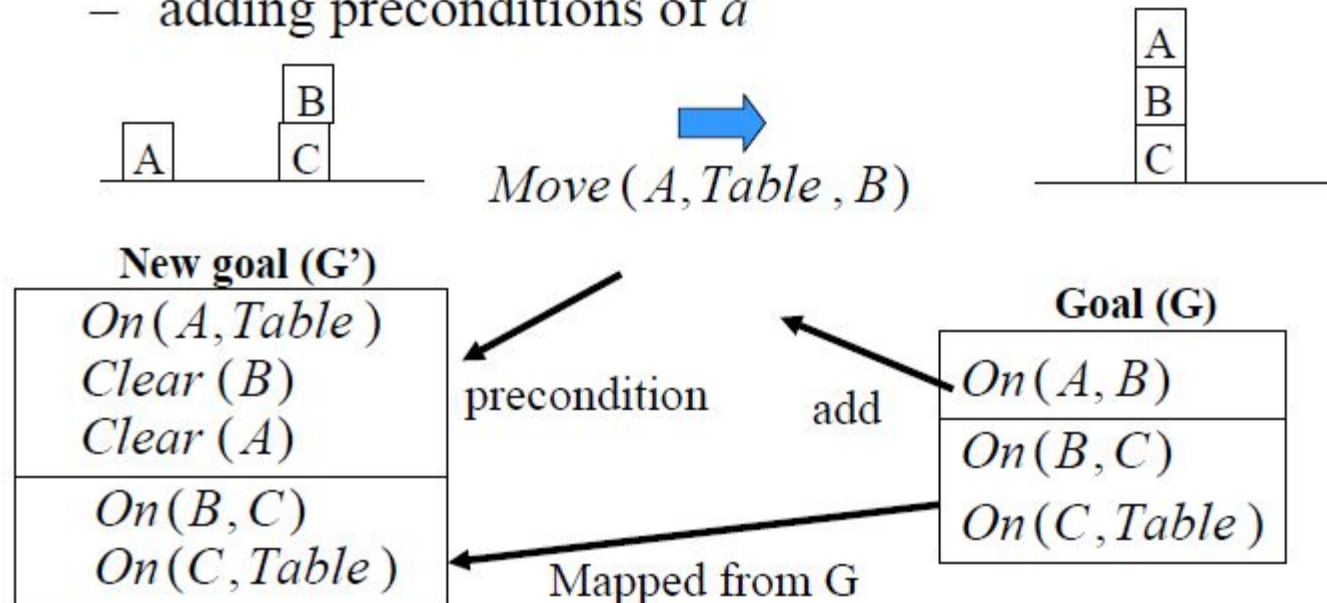 – adding preconditions of a
A
B
C
Move (A, Table , B)
A
B
C
New goal (G’)
On (A, Table )
Clear (B)
Clear (A)
On (B, C)
On (C, Table )
precondition
add
Mapped from G
Goal (G)
On (A, B)
On (B, C)
On (C, Table )